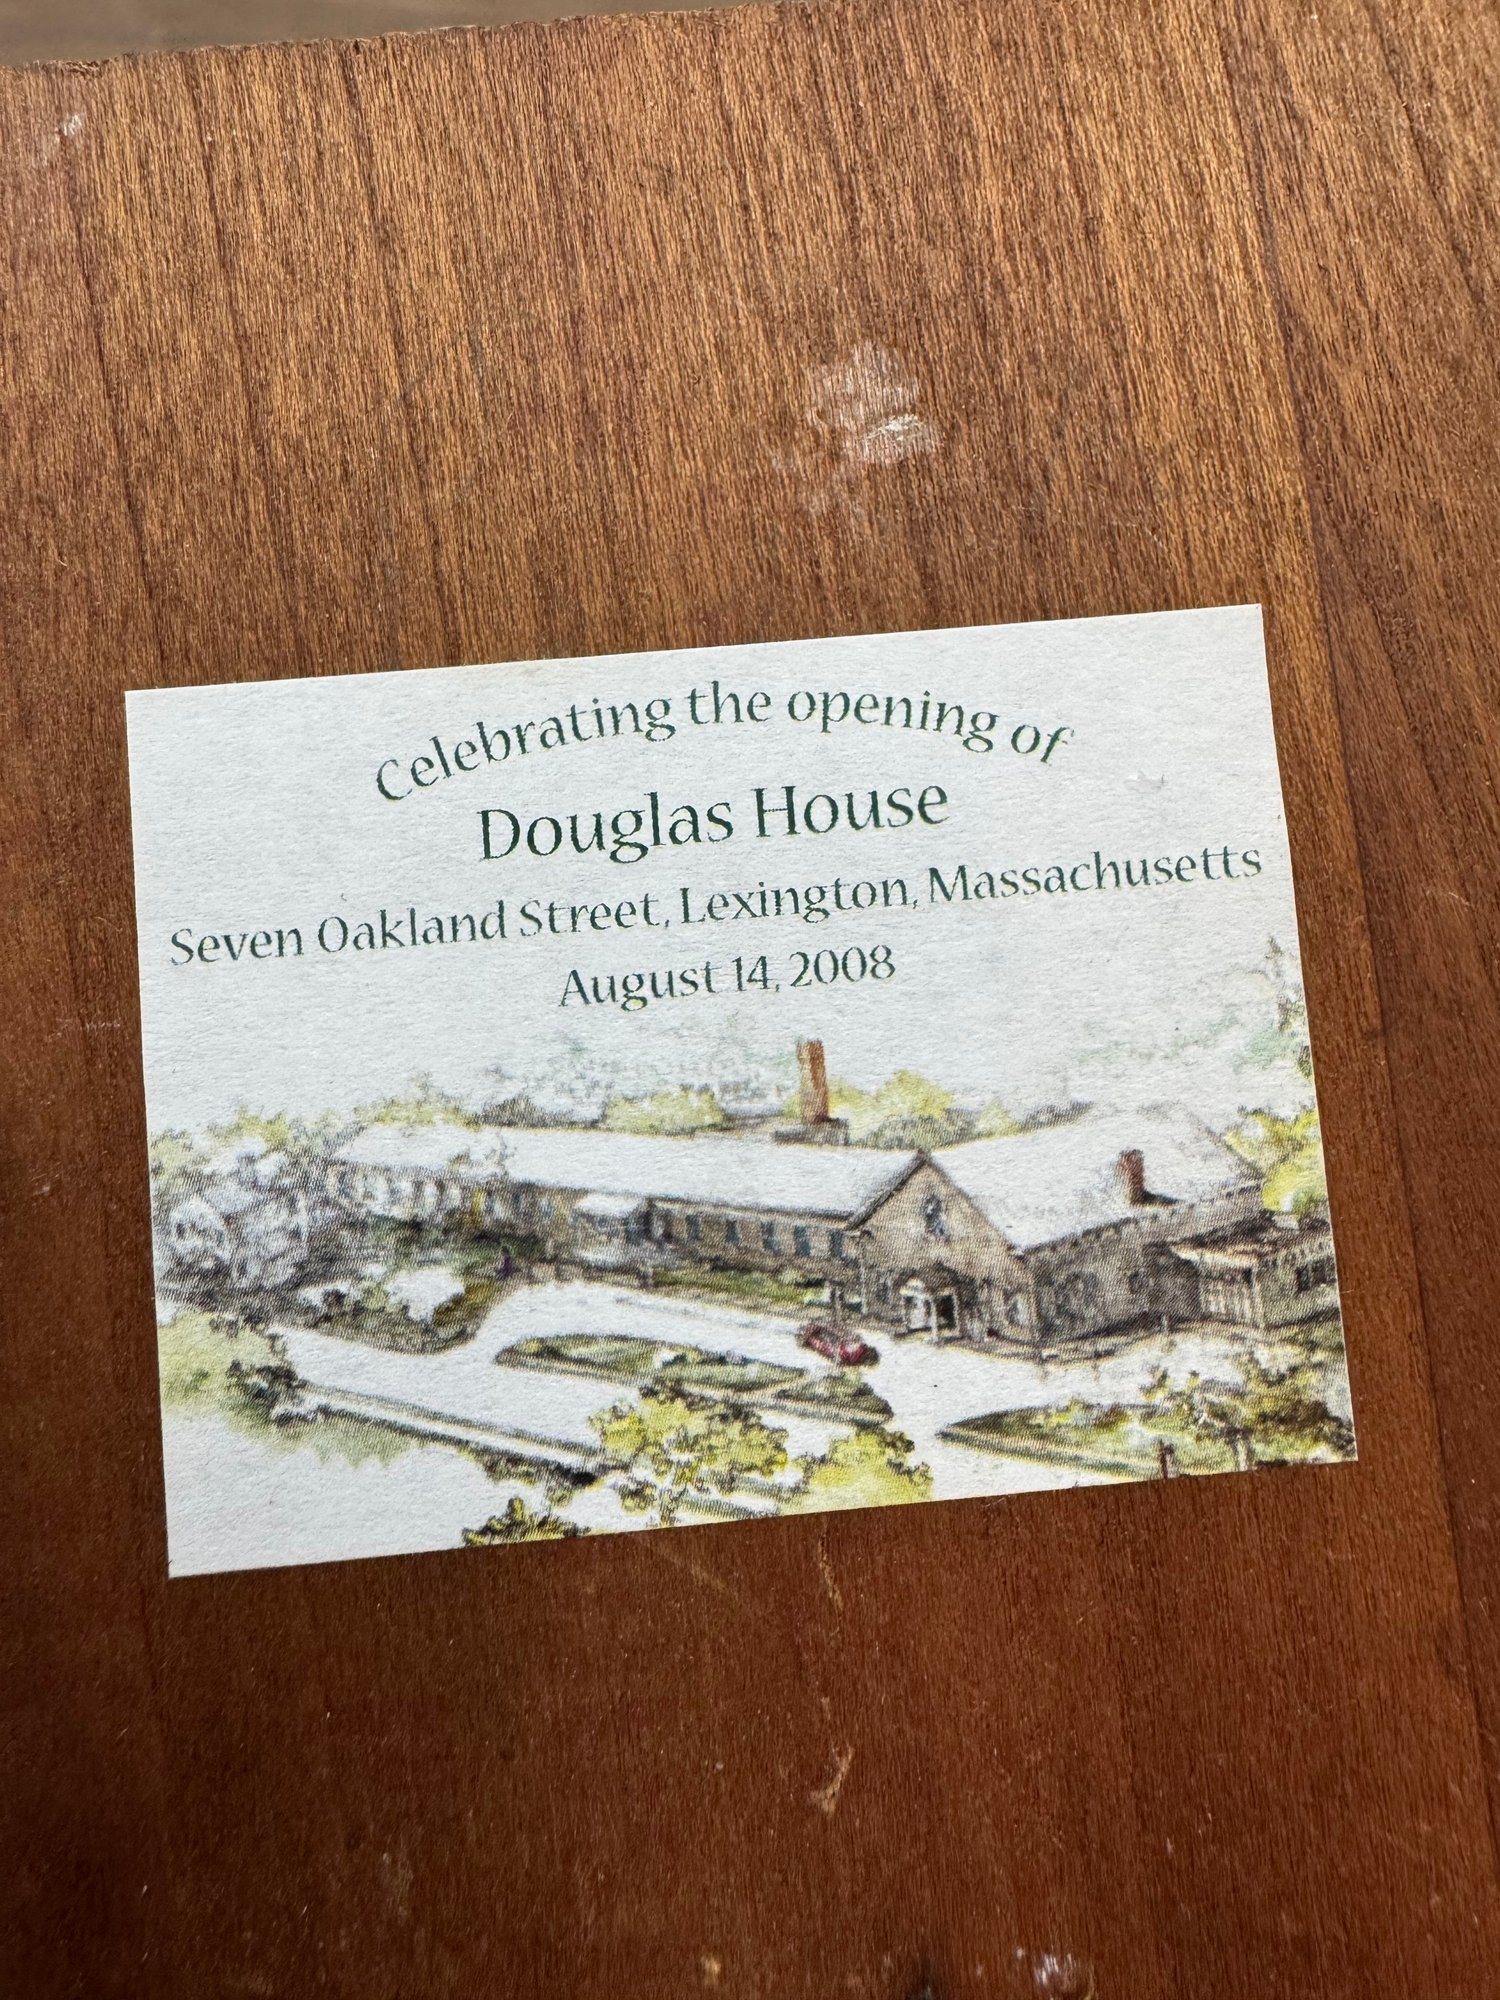 Celebrating the opening of
Douglas House
Seven Oakland Street, Lexington, Massachusetts
August 14, 2008